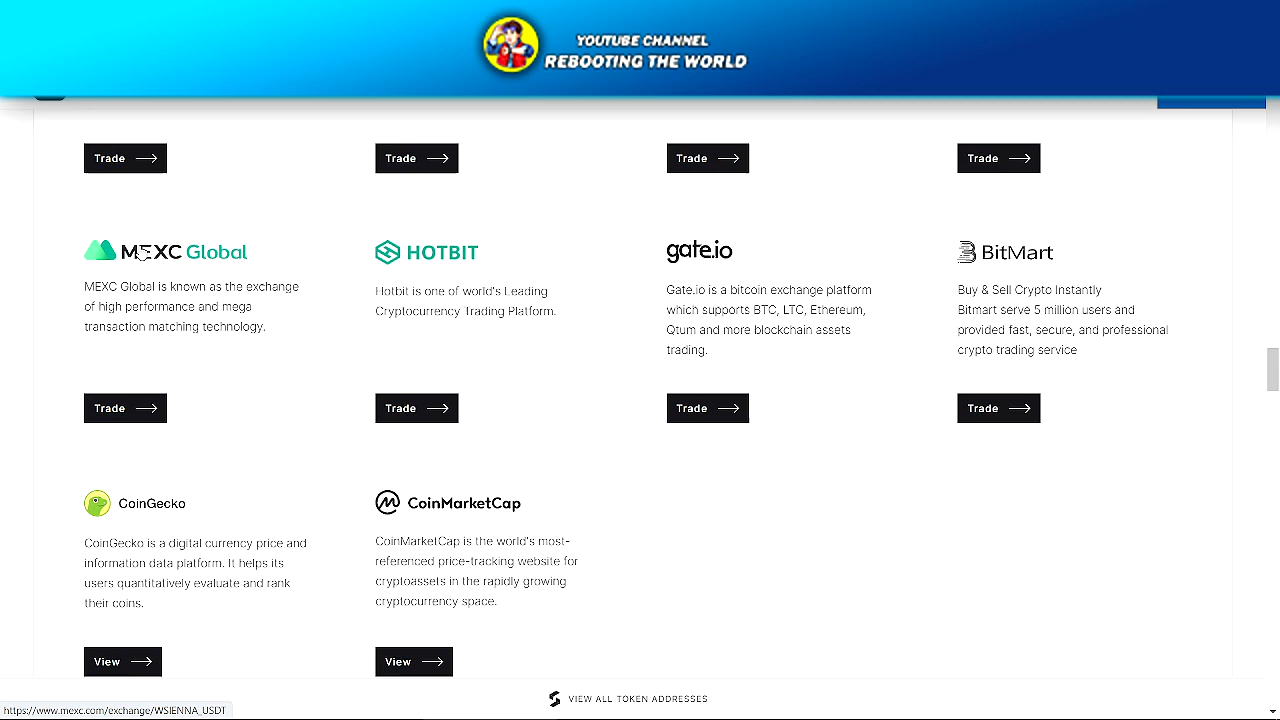 YOUTUBE CHANNEL
REBOOTING THE WORLD
Trade
Trade
Trade
Trade
MEXC Global
MEXC Global is known as the exchange
of high performance and mega
transaction matching technology.
HOTBIT
Hotbit is one of world's Leading
Cryptocurrency Trading Platform.
gate.io
Gate.io is a bitcoin exchange platform
which supports BTC, LTC, Ethereum,
Qtum and more blockchain assets
trading.
BitMart
Buy & Sell Crypto Instantly
Bitmart serve 5 million users and
provided fast, secure, and professional
crypto trading service
Trade
Trade
Trade
Trade
CoinGecko
CoinGecko is a digital currency price and
information data platform. It helps its
users quantitatively evaluate and rank
their coins.
CoinMarketCap
CoinMarketCap is the world's most-
referenced price-tracking website for
cryptoassets in the rapidly growing
cryptocurrency space.
View
View
VIEW ALL TOKEN ADDRESSES
https://www.mexc.com/exchange/WSIENNA_USDT